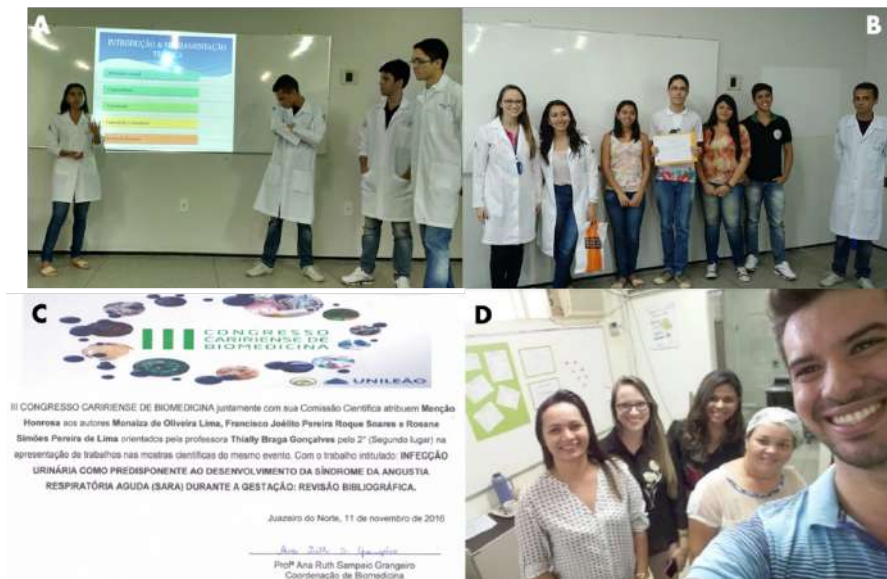 A
INTRODUÇÃO & FUNDAMENTAÇÃO
TEÓRICA
B
C
III CONGRESSO
CARIRIENSE DE
BIOMEDICINA
UNILEÃO
III CONGRESSO CARIRIENSE DE BIOMEDICINA juntamente com sua Comissão Científica atribuem Menção
Honrosa aos autores Monaiza de Oliveira Lima, Francisco Joélito Pereira Roque Soares e Rosana
Simões Pereira de Lima orientados pela professora Thially Braga Gonçalves pelo 2° (Segundo lugar) na
apresentação de trabalhos nas mostras científicas do mesmo evento. Com o trabalho intitulado: INFECÇÃO
URINÁRIA COMO PREDISPONENTE AO DESENVOLVIMENTO DA SÍNDROME DA ANGUSTIA
RESPIRATÓRIA AGUDA (SARA) DURANTE A GESTAÇÃO: REVISÃO BIBLIOGRÁFICA.
Juazeiro do Norte, 11 de novembro de 2016
Profª Ana Ruth Sampaio Grangeiro
Coordenação de Biomedicina
D